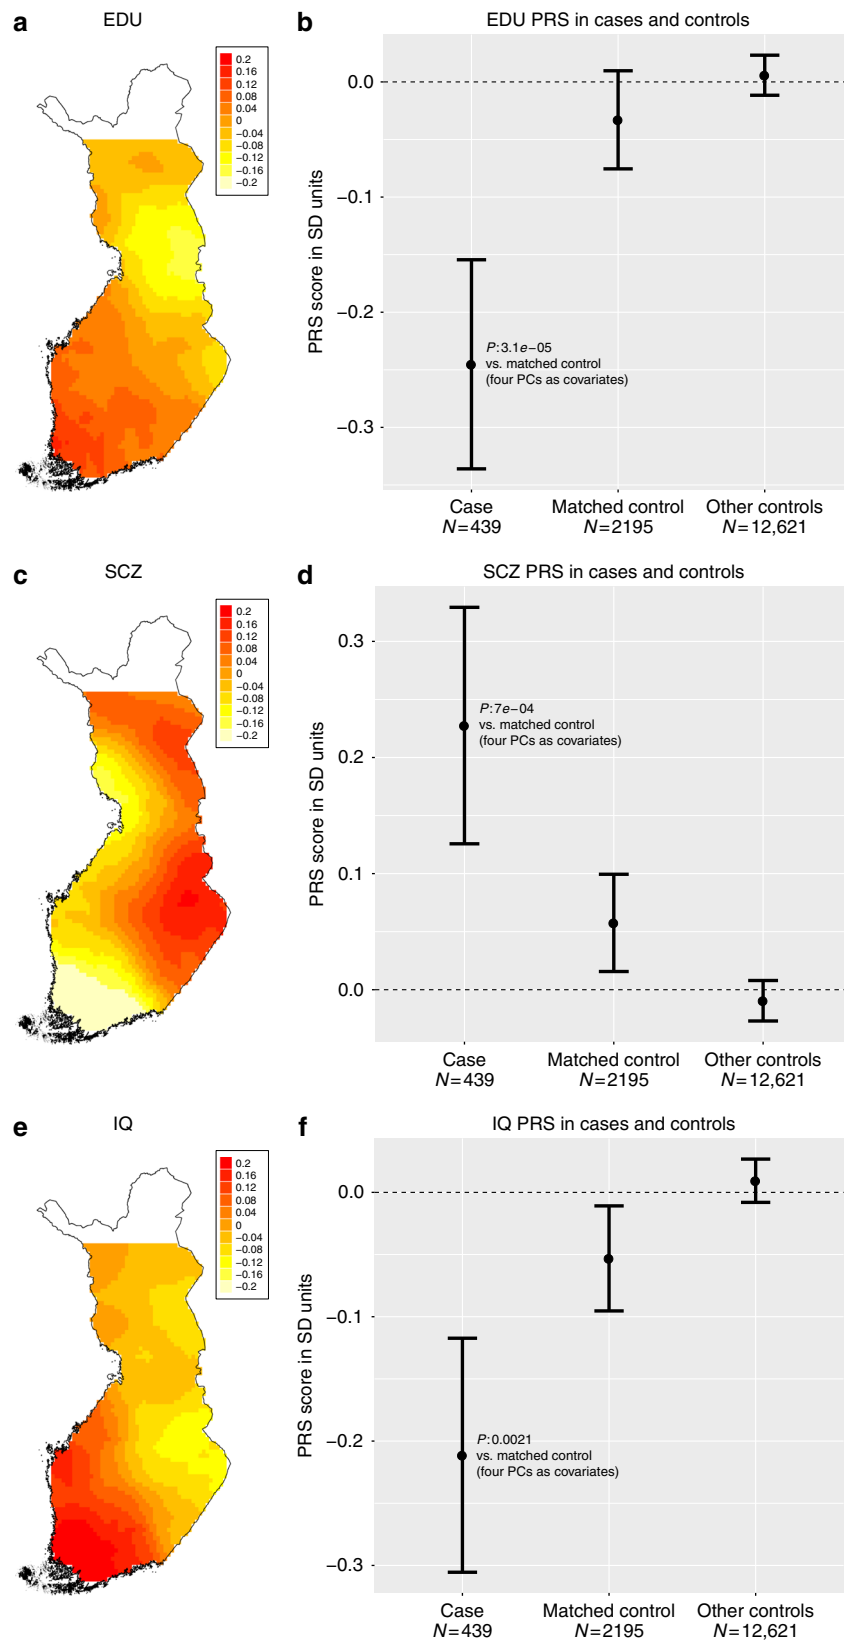 a
EDU
0.2
0.16
0.12
0.08
0.04
0
−0.04
−0.08
−0.12
−0.16
−0.2
b
EDU PRS in cases and controls
PRS score in SD units
0.0
−0.1
−0.2
−0.3
P:3.1e−05
vs. matched control
(four PCs as covariates)
Case
N=439
Matched control
N=2195
Other controls
N=12,621
c
SCZ
0.2
0.16
0.12
0.08
0.04
0
−0.04
−0.08
−0.12
−0.16
−0.2
d
SCZ PRS in cases and controls
PRS score in SD units
0.3
0.2
0.1
0.0
P:7e−04
vs. matched control
(four PCs as covariates)
Case
N=439
Matched control
N=2195
Other controls
N=12,621
e
IQ
0.2
0.16
0.12
0.08
0.04
0
−0.04
−0.08
−0.12
−0.16
−0.2
f
IQ PRS in cases and controls
PRS score in SD units
0.0
−0.1
−0.2
−0.3
P:0.0021
vs. matched control
(four PCs as covariates)
Case
N=439
Matched control
N=2195
Other controls
N=12,621